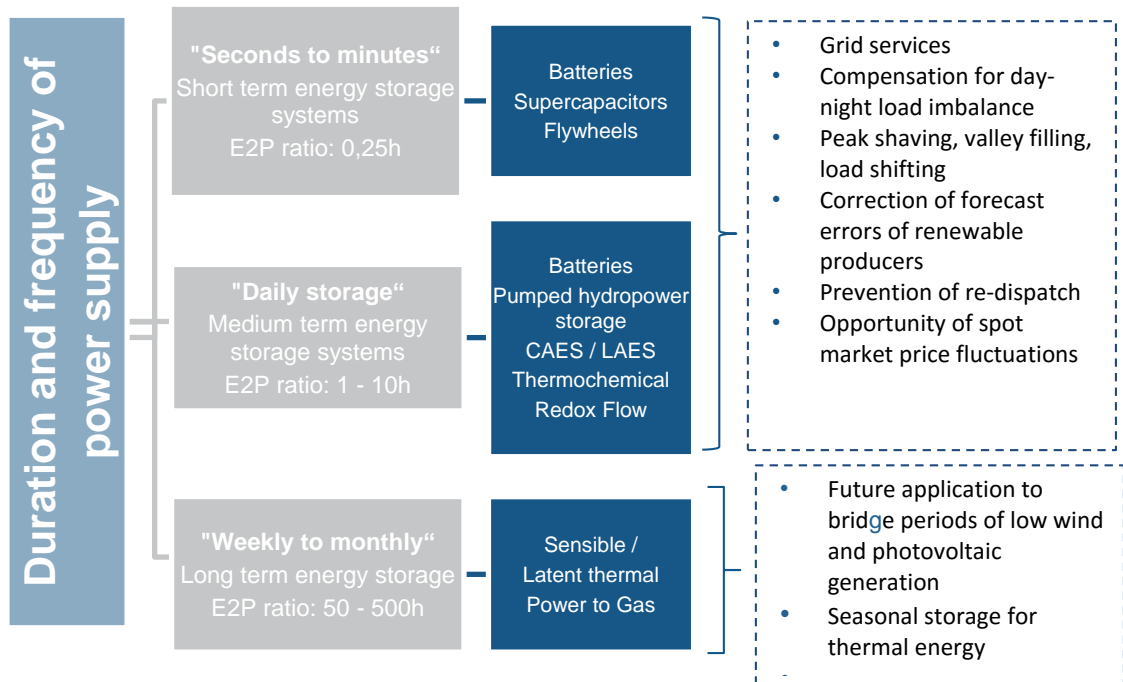 Duration and frequency of
power supply
"Seconds to minutes“
Short term energy storage
systems
E2P ratio: 0,25h
Batteries
Supercapacitors
Flywheels
"Daily storage“
Medium term energy
storage systems
E2P ratio: 1 - 10h
Batteries
Pumped hydropower
storage
CAES / LAES
Thermochemical
Redox Flow
• Grid services
• Compensation for day-
night load imbalance
• Peak shaving, valley filling,
load shifting
• Correction of forecast
errors of renewable
producers
• Prevention of re-dispatch
• Opportunity of spot
market price fluctuations
"Weekly to monthly“
Long term energy storage
E2P ratio: 50 - 500h
Sensible /
Latent thermal
Power to Gas
• Future application to
bridge periods of low wind
and photovoltaic
generation
• Seasonal storage for
thermal energy